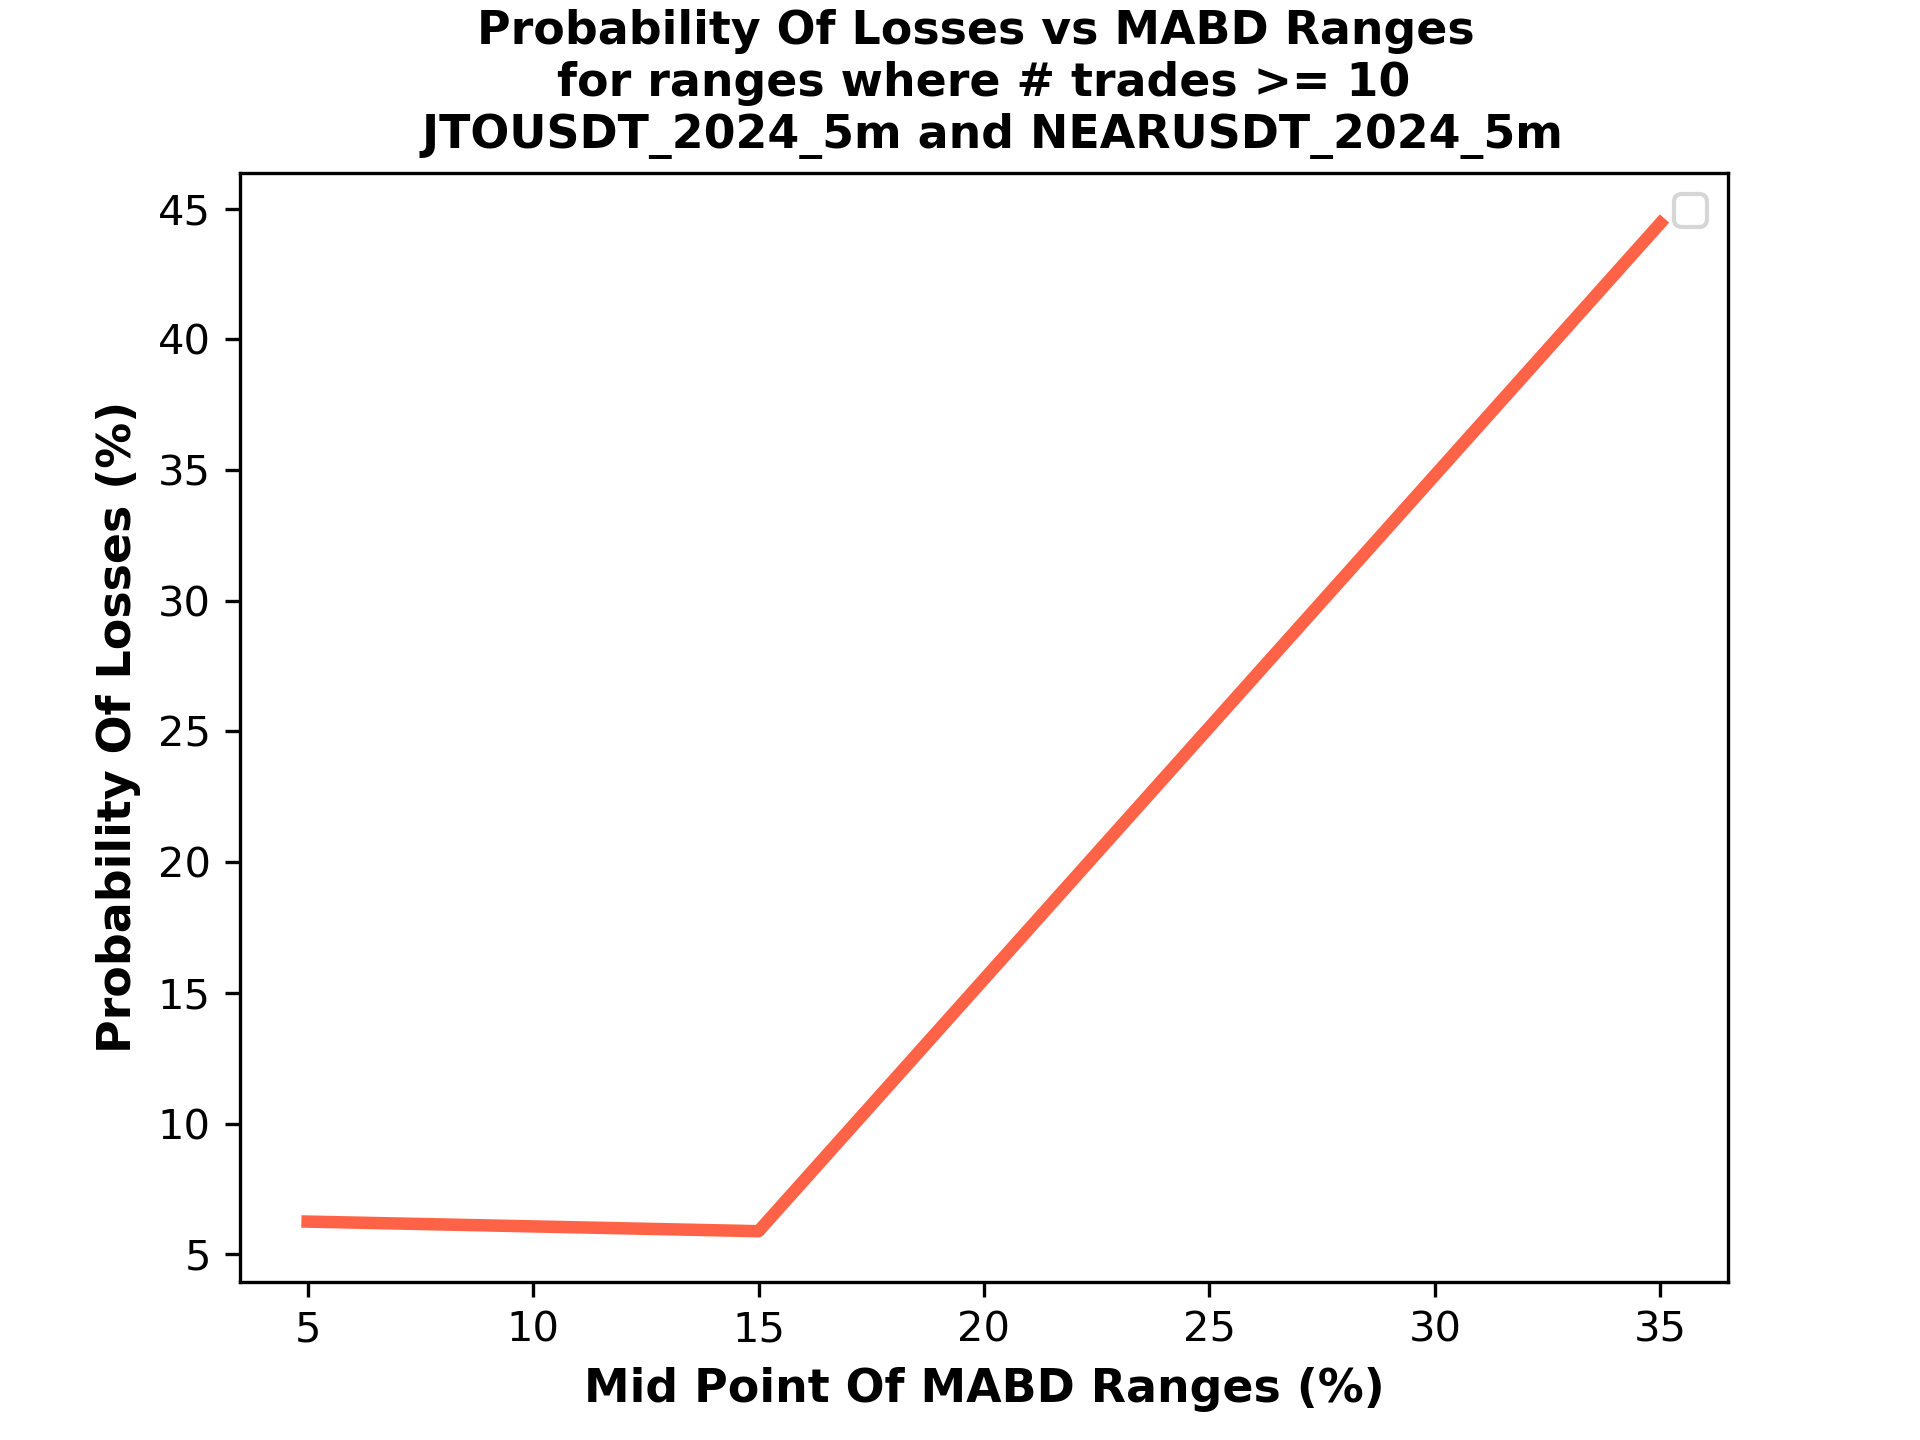 Probability Of Losses vs MABD Ranges
for ranges where # trades >= 10
JTOUSDT_2024_5m and NEARUSDT_2024_5m
45
40
35
30
25
20
15
10
5
Probability Of Losses (%)
5 10 15 20 25 30 35
Mid Point Of MABD Ranges (%)